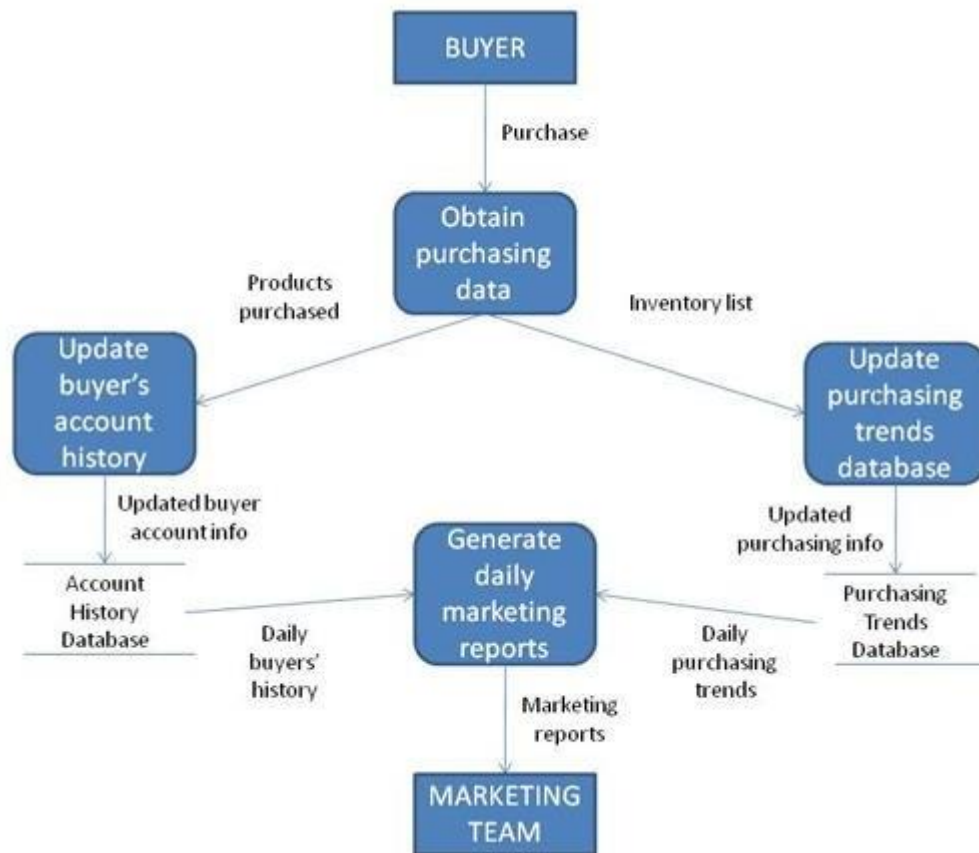 BUYER
Purchase
Obtain
purchasing
data
Products
purchased
Inventory list
Update
buyer’s
account
history
Update
purchasing
trends
database
Updated buyer
account info
Updated
purchasing info
Generate
daily
marketing
reports
Account
History
Database
Purchasing
Trends
Database
Daily
buyers’
history
Daily
purchasing
trends
Marketing
reports
MARKETING
TEAM